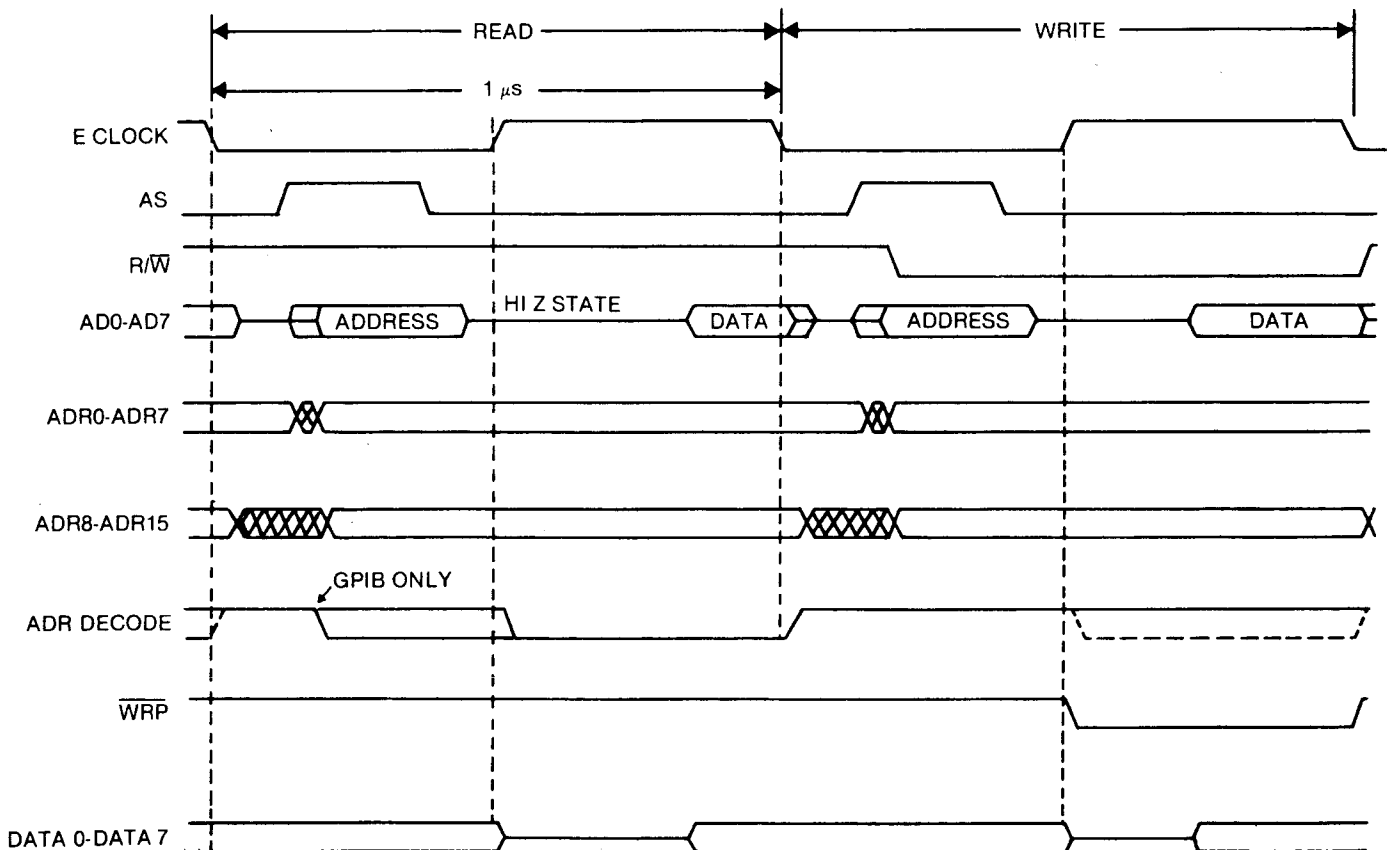 READ WRITE
1 μs
E CLOCK
AS
R/W̅
HI Z STATE
AD0-AD7 ADDRESS DATA ADDRESS DATA
ADR0-ADR7
ADR8-ADR15
GPIB ONLY
ADR DECODE
W̅R̅P̅
DATA 0-DATA 7